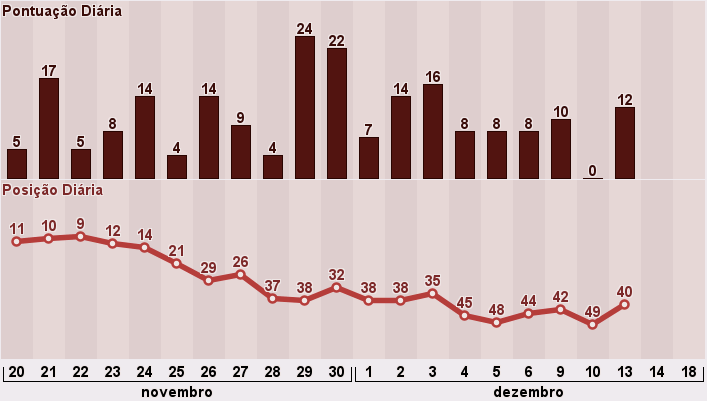 Pontuação Diária
5 17 5 8 14 4 14 9 4 24 22 7 14 16 8 8 8 10 0 12
Posição Diária
11 10 9 12 14 21 29 26 37 38 32 38 38 35 45 48 44 42 49 40
20 21 22 23 24 25 26 27 28 29 30 1 2 3 4 5 6 9 10 13 14 18
novembro dezembro